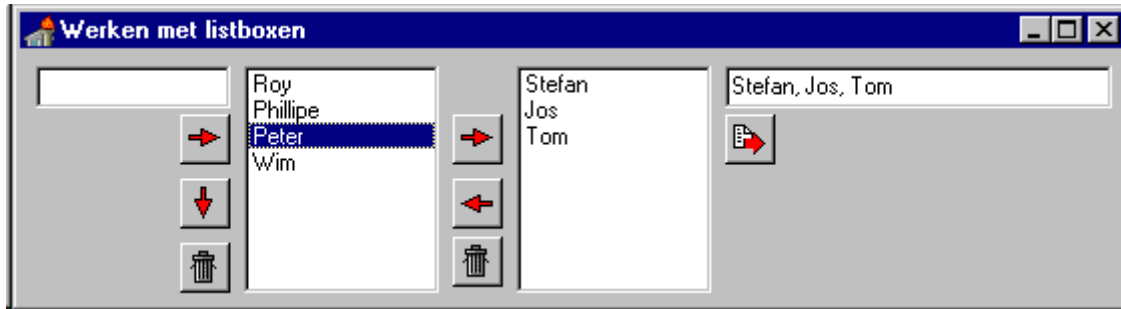 Werken met listboxen
Roy
Phillipe
Peter
Wim
Stefan
Jos
Tom
Stefan, Jos, Tom